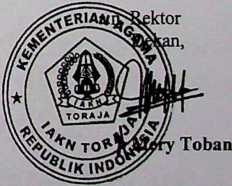 Rektor
Dekan,
KEMENTERIAN AGAMA
IAKN
TORAJA
IAKN TORAJA
REPUBLIK INDONESIA
Mery Toban